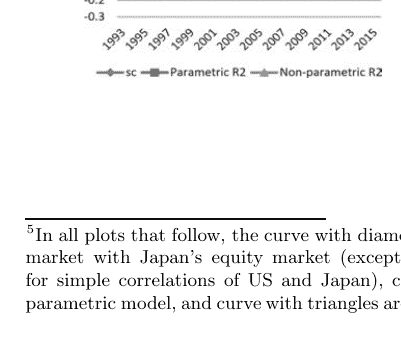 -0.2
-0.3
1993 1995 1997 1999 2001 2003 2005 2007 2009 2011 2013 2015
sc Parametric R2 Non-parametric R2
5In all plots that follow, the curve with diam
market with Japan's equity market (except
for simple correlations of US and Japan), c
parametric model, and curve with triangles ar